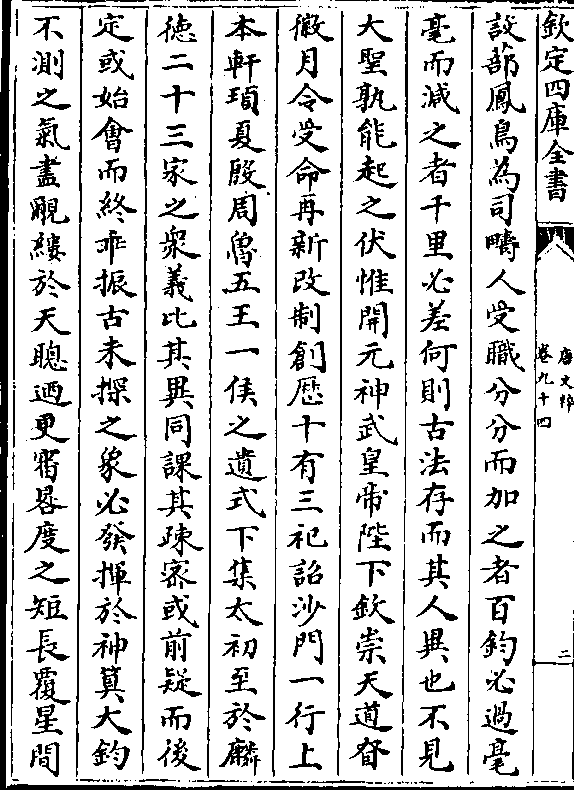 欽定四庫全書
唐文粹
卷九十四
二
設蔀鳳鳥為司疇人受職分分而加之者百鈞必過毫
毫而減之者千里必差何則古法存而其人異也不見
大聖孰能起之伏惟開元神武皇帝陛下欽崇天道眘
徽月令受命再新改制創厯十有三祀詔沙門一行上
本軒頊夏殷周魯五王一侯之遺式下集太初至於麟
徳二十三家之衆義比其異同課其疎宻或前疑而後
定或始會而終乖振古未探之象必發揮於神筭大鈞
不測之氣盡覼縷於天聰迺更審晷度之短長覆星間